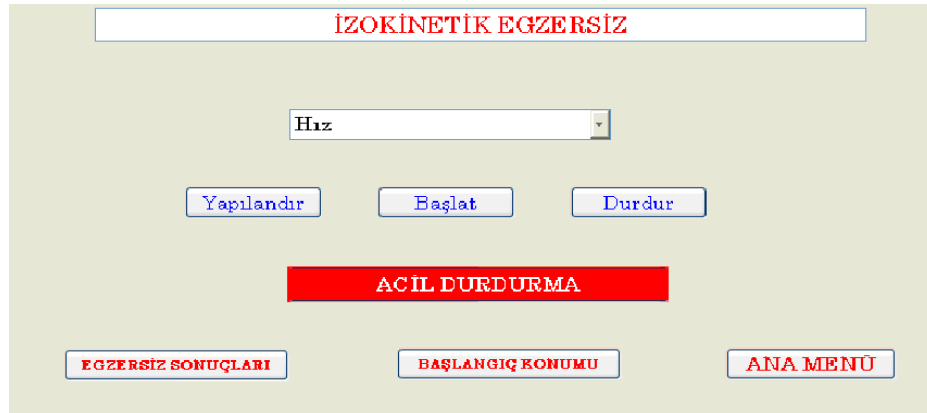 İZOKİNETİK EGZERSİZ
Hız
Yapılandır Başlat Durdur
ACİL DURDURMA
EGZERSİZ SONUÇLARI BAŞLANGIÇ KONUMU ANA MENÜ